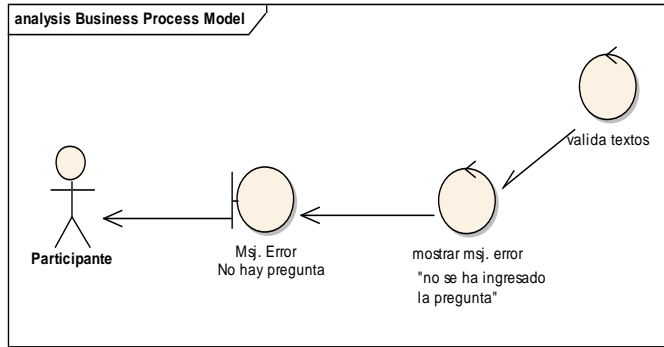 analysis Business Process Model
valida textos
Participante
Msj. Error
No hay pregunta
mostrar msj. error
"no se ha ingresado
la pregunta"